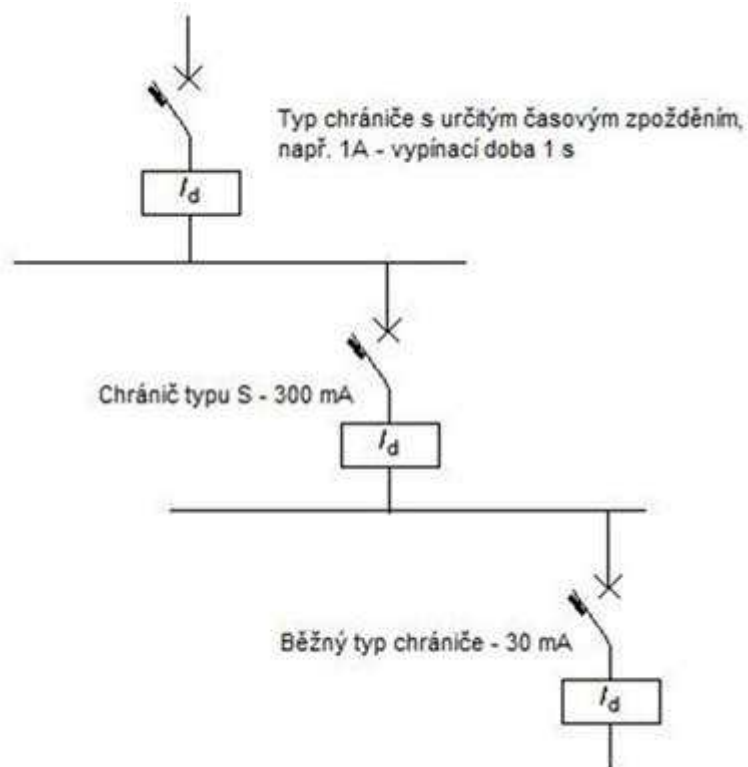 Typ chrániče s určitým časovým zpožděním,
např. 1A - vypínací doba 1 s
Id
Chránič typu S - 300 mA
Id
Běžný typ chrániče - 30 mA
Id